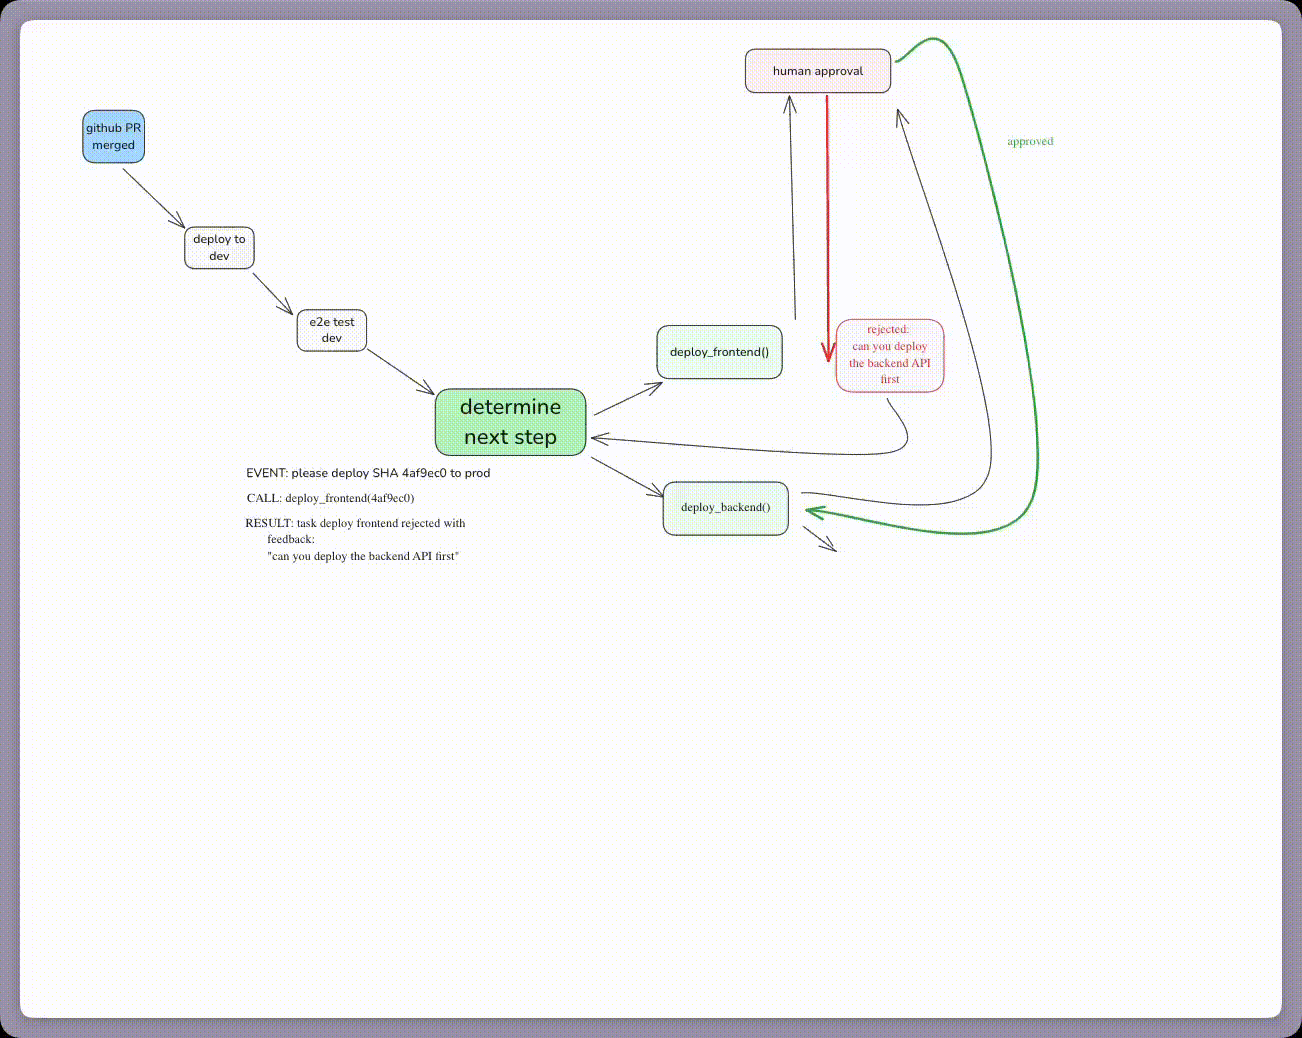 human approval
github PR
merged
approved
deploy to
dev
e2e test
dev
rejected:
can you deploy
the backend API
first
deploy_frontend()
determine
next step
EVENT: please deploy SHA 4af9ec0 to prod
CALL: deploy_frontend(4af9ec0)
RESULT: task deploy frontend rejected with
feedback:
"can you deploy the backend API first"
deploy_backend()